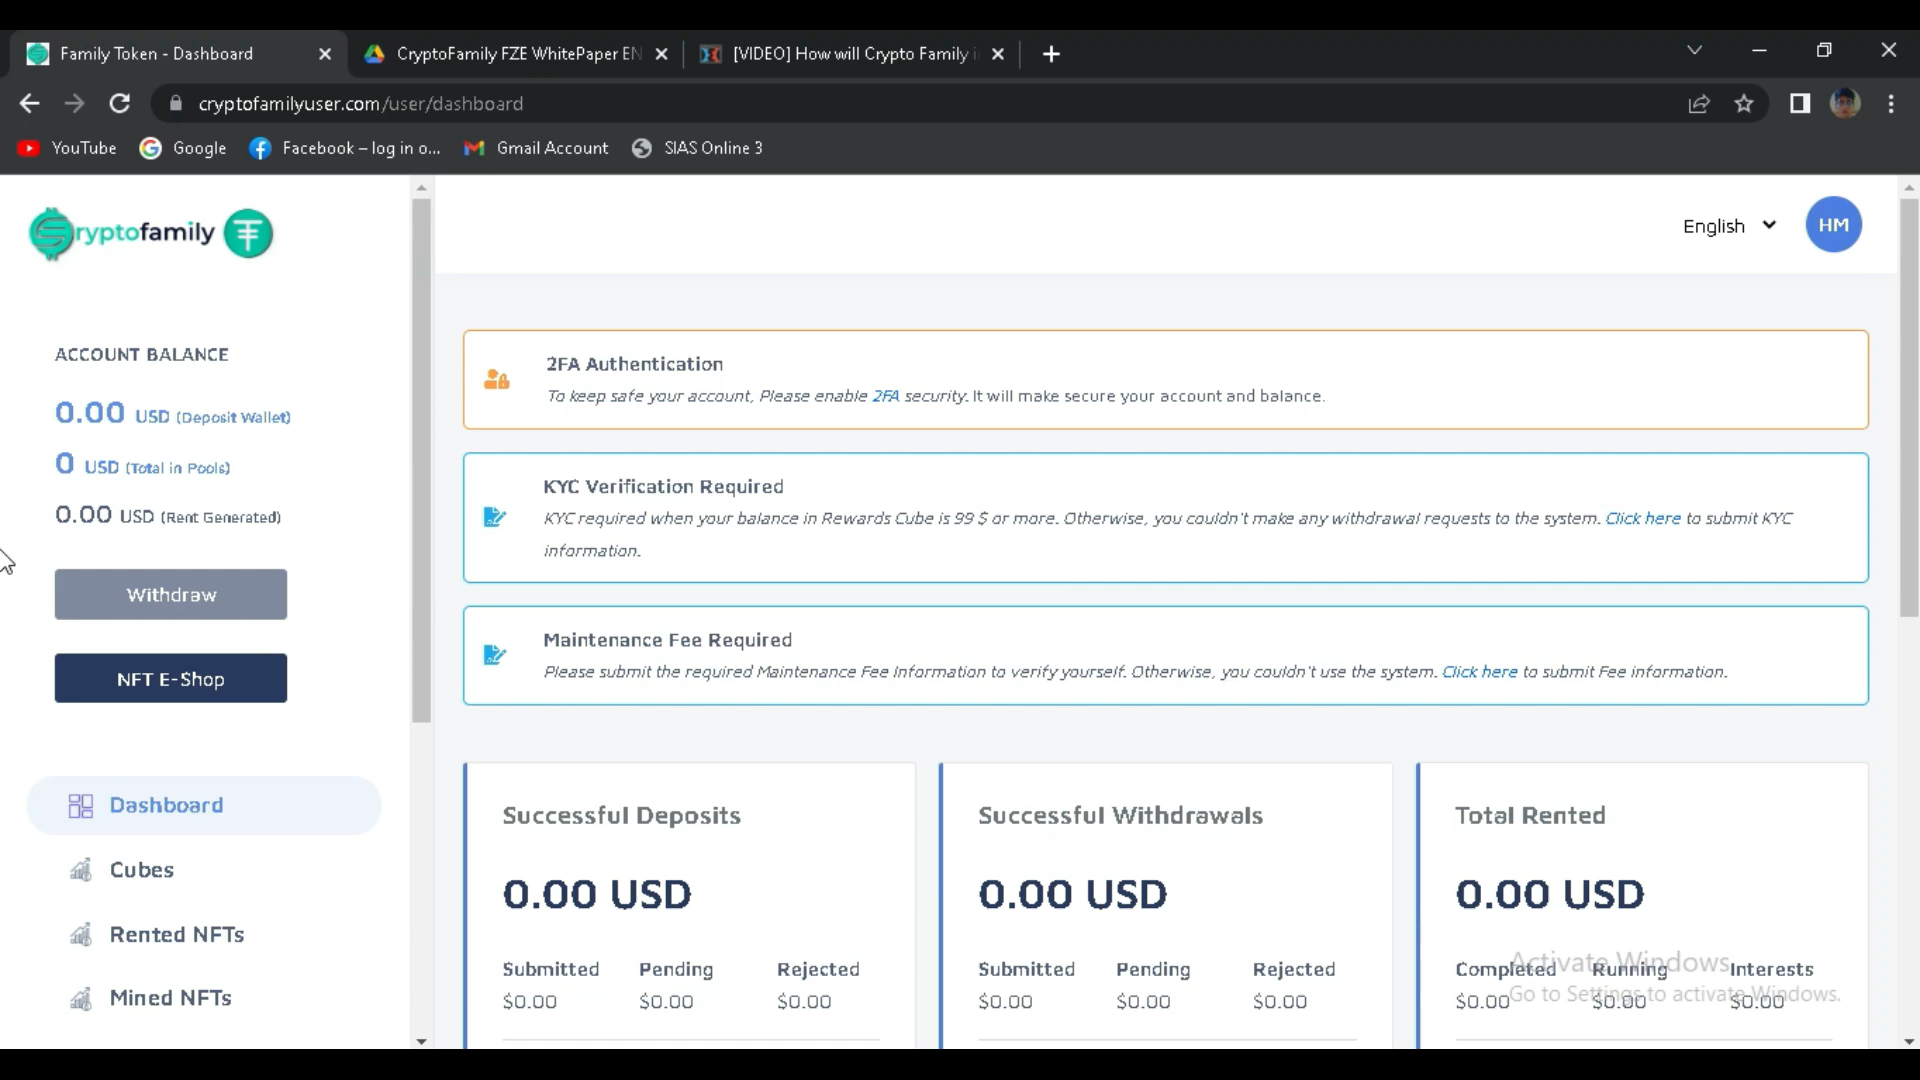 Family Token - Dashboard
CryptoFamily FZE WhitePaper EN
[VIDEO] How will Crypto Family i
cryptofamilyuser.com/user/dashboard
YouTube
Google
Facebook – log in o...
Gmail Account
SIAS Online 3
ryptofamily
English
HM
ACCOUNT BALANCE
0.00 USD (Deposit Wallet)
0 USD (Total in Pools)
0.00 USD (Rent Generated)
Withdraw
NFT E-Shop
Dashboard
Cubes
Rented NFTs
Mined NFTs
2FA Authentication
To keep safe your account, Please enable 2FA security. It will make secure your account and balance.
KYC Verification Required
KYC required when your balance in Rewards Cube is 99 $ or more. Otherwise, you couldn't make any withdrawal requests to the system. Click here to submit KYC
information.
Maintenance Fee Required
Please submit the required Maintenance Fee Information to verify yourself. Otherwise, you couldn't use the system. Click here to submit Fee information.
Successful Deposits
0.00 USD
Submitted Pending Rejected
$0.00 $0.00 $0.00
Successful Withdrawals
0.00 USD
Submitted Pending Rejected
$0.00 $0.00 $0.00
Total Rented
0.00 USD
Completed Running Interests
$0.00 $0.00 $0.00
Activate Windows
Go to Settings to activate Windows.